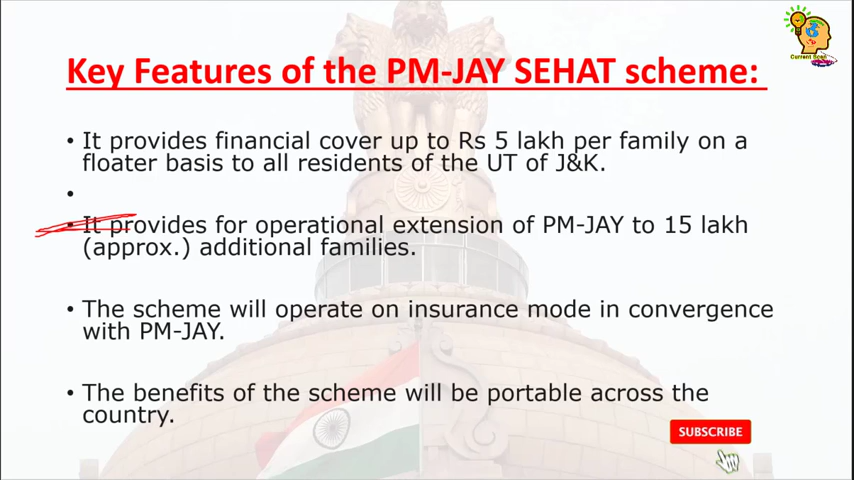 Current Scan
Key Features of the PM-JAY SEHAT scheme:
• It provides financial cover up to Rs 5 lakh per family on a
floater basis to all residents of the UT of J&K.
•
• It provides for operational extension of PM-JAY to 15 lakh
(approx.) additional families.
• The scheme will operate on insurance mode in convergence
with PM-JAY.
• The benefits of the scheme will be portable across the
country.
SUBSCRIBE